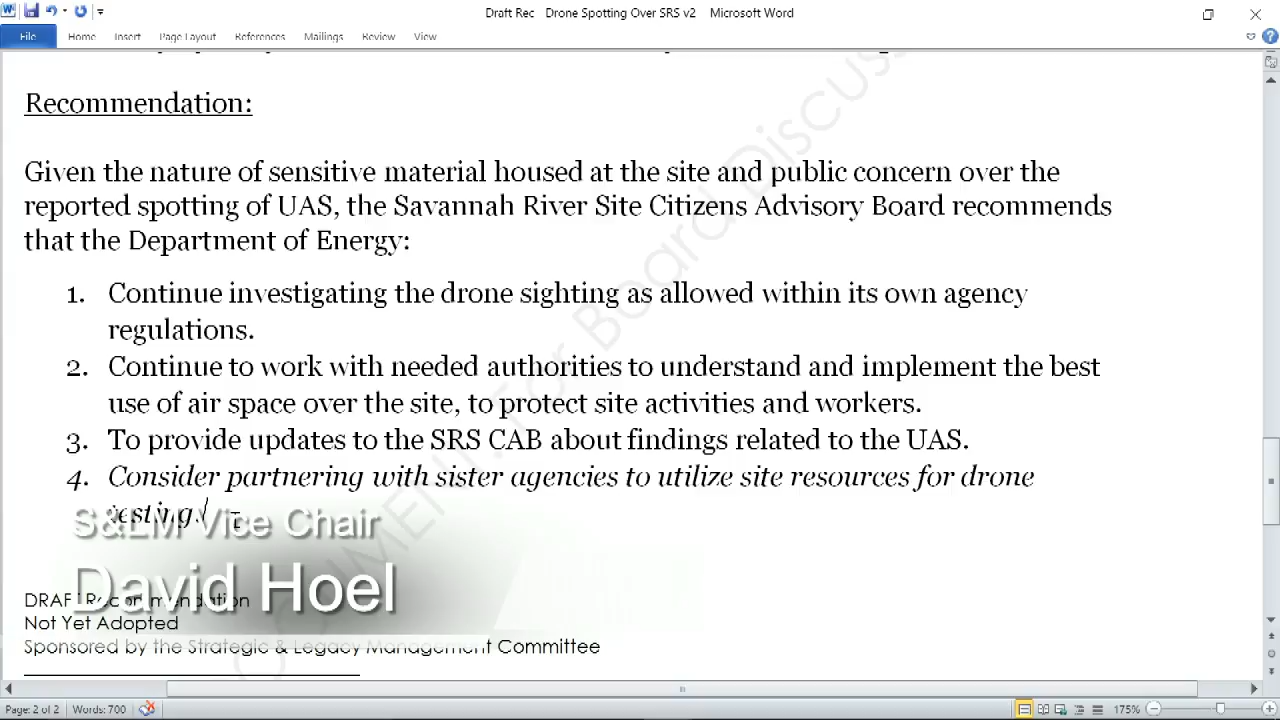 Draft Rec Drone Spotting Over SRS v2 Microsoft Word
File Home Insert Page Layout References Mailings Review View
Recommendation:
Given the nature of sensitive material housed at the site and public concern over the
reported spotting of UAS, the Savannah River Site Citizens Advisory Board recommends
that the Department of Energy:
1. Continue investigating the drone sighting as allowed within its own agency
regulations.
2. Continue to work with needed authorities to understand and implement the best
use of air space over the site, to protect site activities and workers.
3. To provide updates to the SRS CAB about findings related to the UAS.
4. Consider partnering with sister agencies to utilize site resources for drone
testing.
S&LM Vice Chair
David Hoel
DRAFT Recommendation
Not Yet Adopted
Sponsored by the Strategic & Legacy Management Committee
Page: 2 of 2 Words: 700 175%